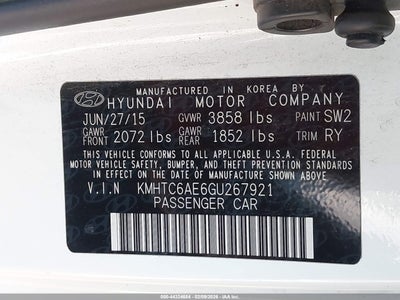 MANUFACTURED IN KOREA BY
HYUNDAI MOTOR COMPANY
JUN/27/15 GVWR 3858 lbs PAINT SW2
GAWR FRT 2072 lbs GAWR RR 1852 lbs TRIM RY
THIS VEHICLE CONFORMS TO ALL APPLICABLE U.S.A. FEDERAL
MOTOR VEHICLE SAFETY, BUMPER, AND THEFT PREVENTION STANDARDS
IN EFFECT ON THE DATE OF MANUFACTURE SHOWN ABOVE.
V.I.N KMHTC6AE6GU267921
PASSENGER CAR